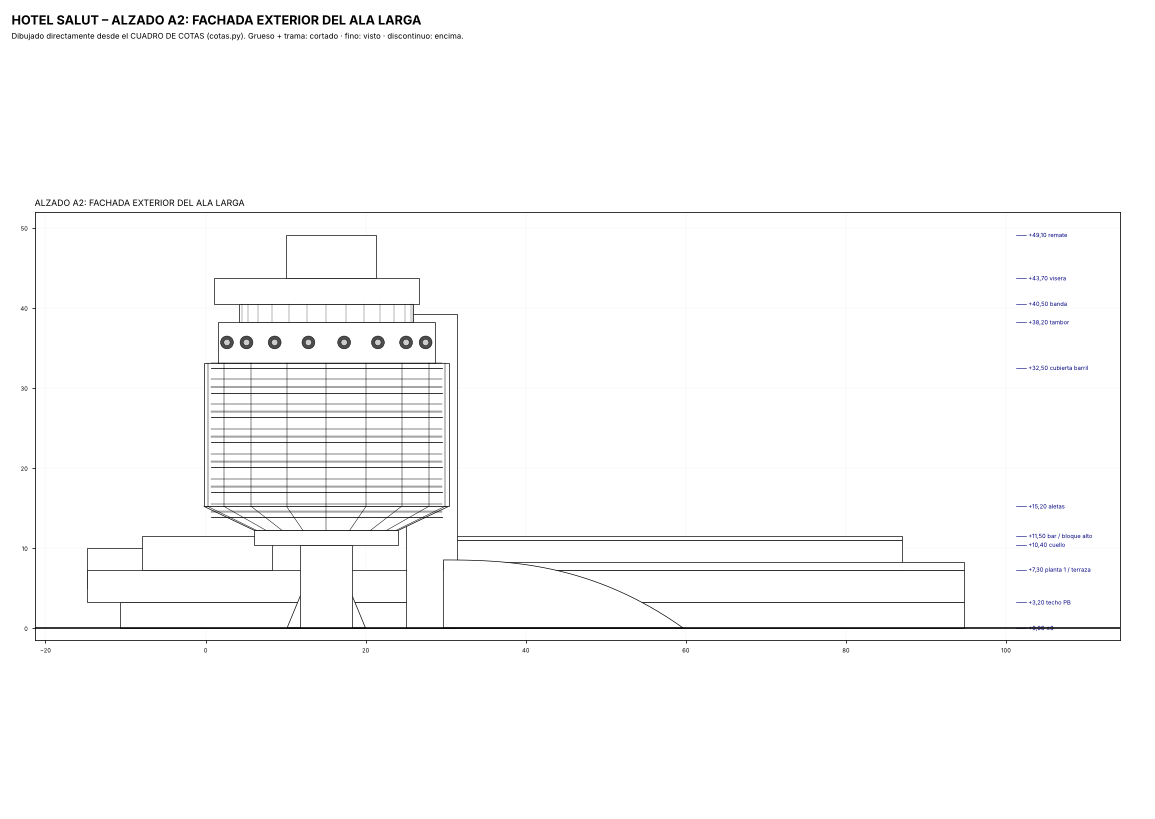 HOTEL SALUT – ALZADO A2: FACHADA EXTERIOR DEL ALA LARGA
Dibujado directamente desde el CUADRO DE COTAS (cotas.py). Grueso + trama: cortado · fino: visto · discontinuo: encima.
ALZADO A2: FACHADA EXTERIOR DEL ALA LARGA
50
40
30
20
10
0
+49,10 remate
+43,70 visera
+40,50 banda
+38,20 tambor
+32,50 cubierta barril
+15,20 aletas
+11,50 bar / bloque alto
+10,40 cuello
+7,30 planta 1 / terraza
+3,20 techo PB
−20 0 20 40 60 80 100